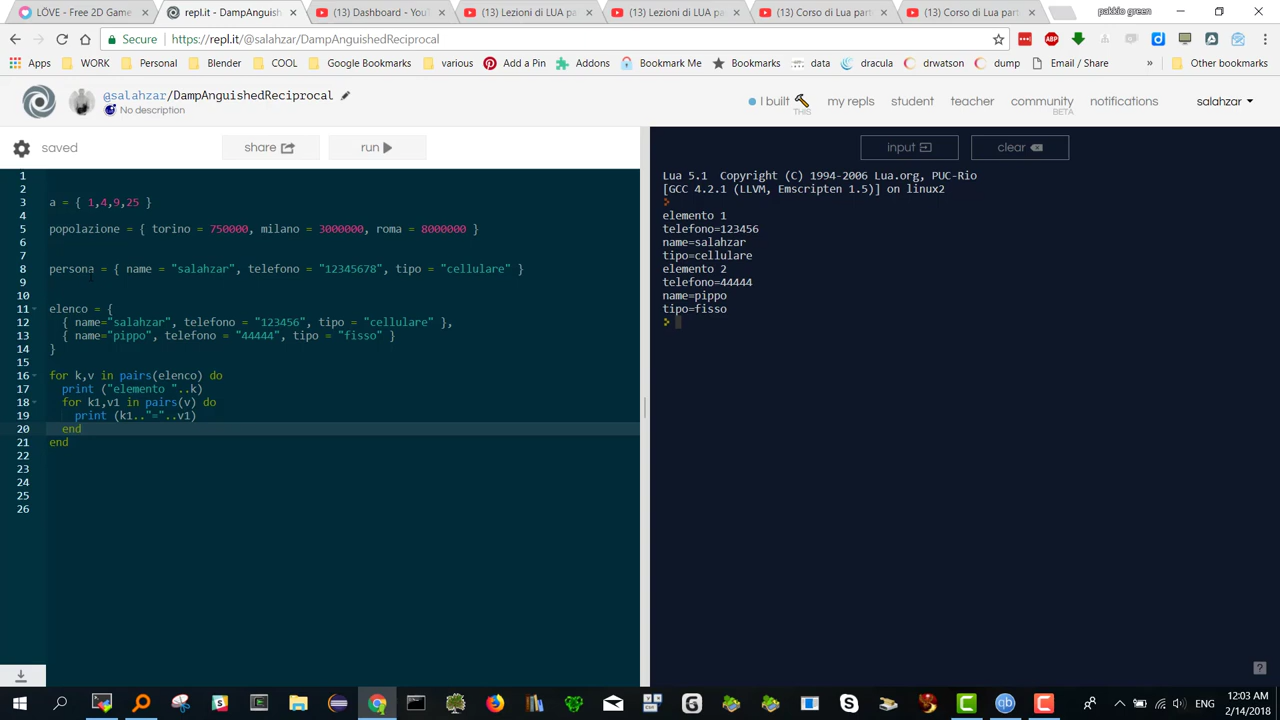 LÖVE - Free 2D Game
repl.it - DampAnguish
(13) Dashboard - You
(13) Lezioni di LUA pa
(13) Lezioni di LUA pa
(13) Corso di Lua part
(13) Corso di Lua part
pakkio green
Secure
https://repl.it/@salahzar/DampAnguishedReciprocal
ABP
Apps
WORK
Personal
Blender
COOL
Google Bookmarks
various
Add a Pin
Addons
Bookmark Me
Bookmarks
data
dracula
drwatson
dump
Email / Share
»
Other bookmarks
@salahzar/DampAnguishedReciprocal
No description
I built
THIS
my repls
student
teacher
community
BETA
notifications
salahzar
saved
share
run
input
clear
1
2
3 a = { 1,4,9,25 }
4
5 popolazione = { torino = 750000, milano = 3000000, roma = 8000000 }
6
7
8 persona = { name = "salahzar", telefono = "12345678", tipo = "cellulare" }
9
10
11 elenco = {
12 { name="salahzar", telefono = "123456", tipo = "cellulare" },
13 { name="pippo", telefono = "44444", tipo = "fisso" }
14 }
15
16 for k,v in pairs(elenco) do
17 print ("elemento "..k)
18 for k1,v1 in pairs(v) do
19 print (k1.."="..v1)
20 end
21 end
22
23
24
25
26
Lua 5.1 Copyright (C) 1994-2006 Lua.org, PUC-Rio
[GCC 4.2.1 (LLVM, Emscripten 1.5)] on linux2
>
elemento 1
telefono=123456
name=salahzar
tipo=cellulare
elemento 2
telefono=44444
name=pippo
tipo=fisso
>
?
ENG
12:03 AM
2/14/2018